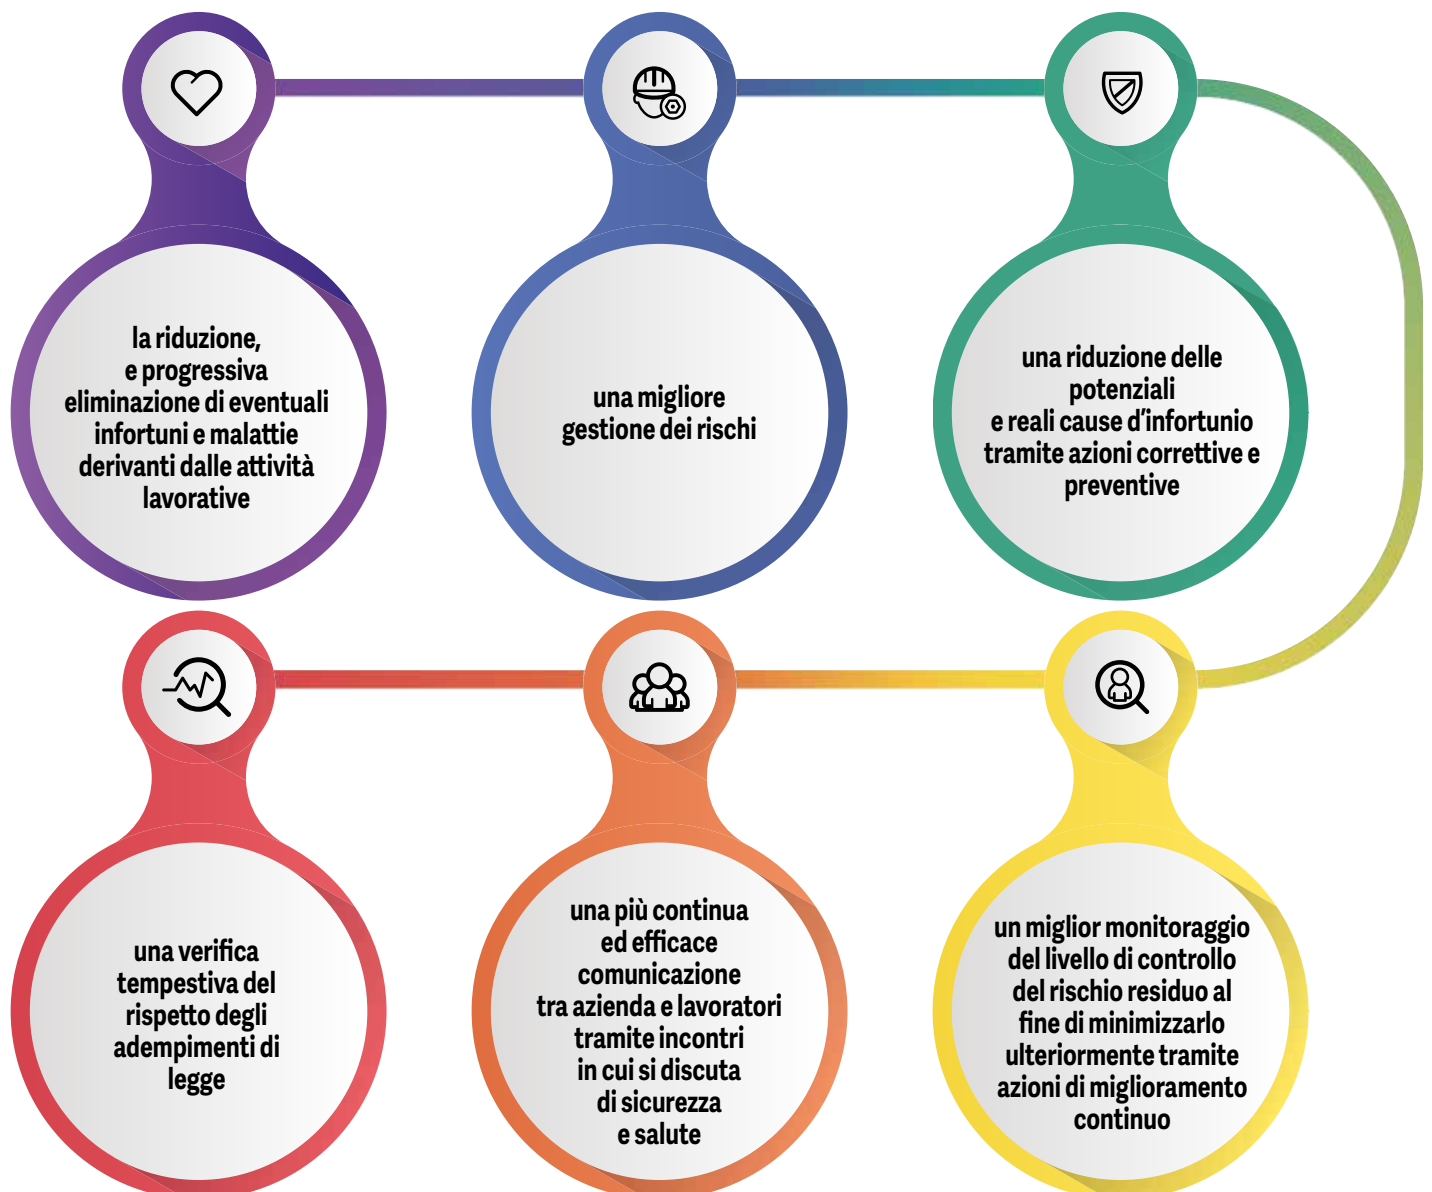 la riduzione,
e progressiva
eliminazione di eventuali
infortuni e malattie
derivanti dalle attività
lavorative
una migliore
gestione dei rischi
una riduzione delle
potenziali
e reali cause d’infortunio
tramite azioni correttive e
preventive
un miglior monitoraggio
del livello di controllo
del rischio residuo al
fine di minimizzarlo
ulteriormente tramite
azioni di miglioramento
continuo
una più continua
ed efficace
comunicazione
tra azienda e lavoratori
tramite incontri
in cui si discuta
di sicurezza
e salute
una verifica
tempestiva del
rispetto degli
adempimenti di
legge